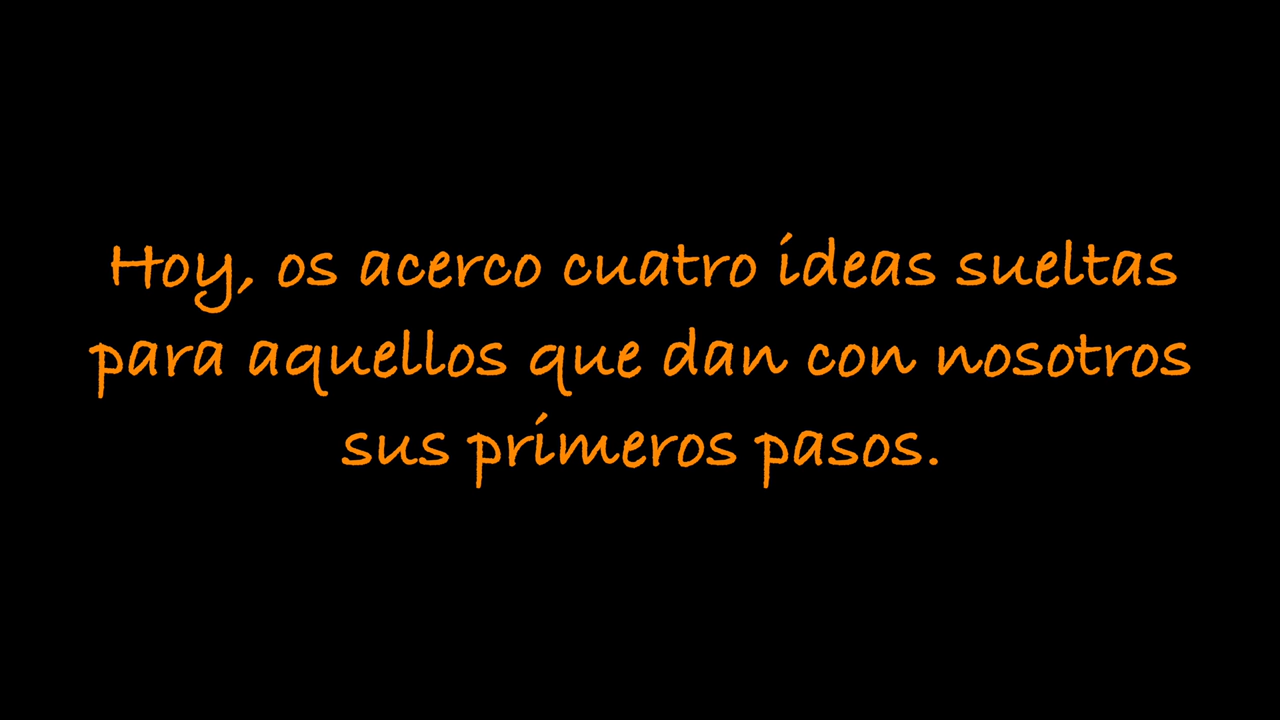 Hoy, os acerco cuatro ideas sueltas
para aquellos que dan con nosotros
sus primeros pasos.